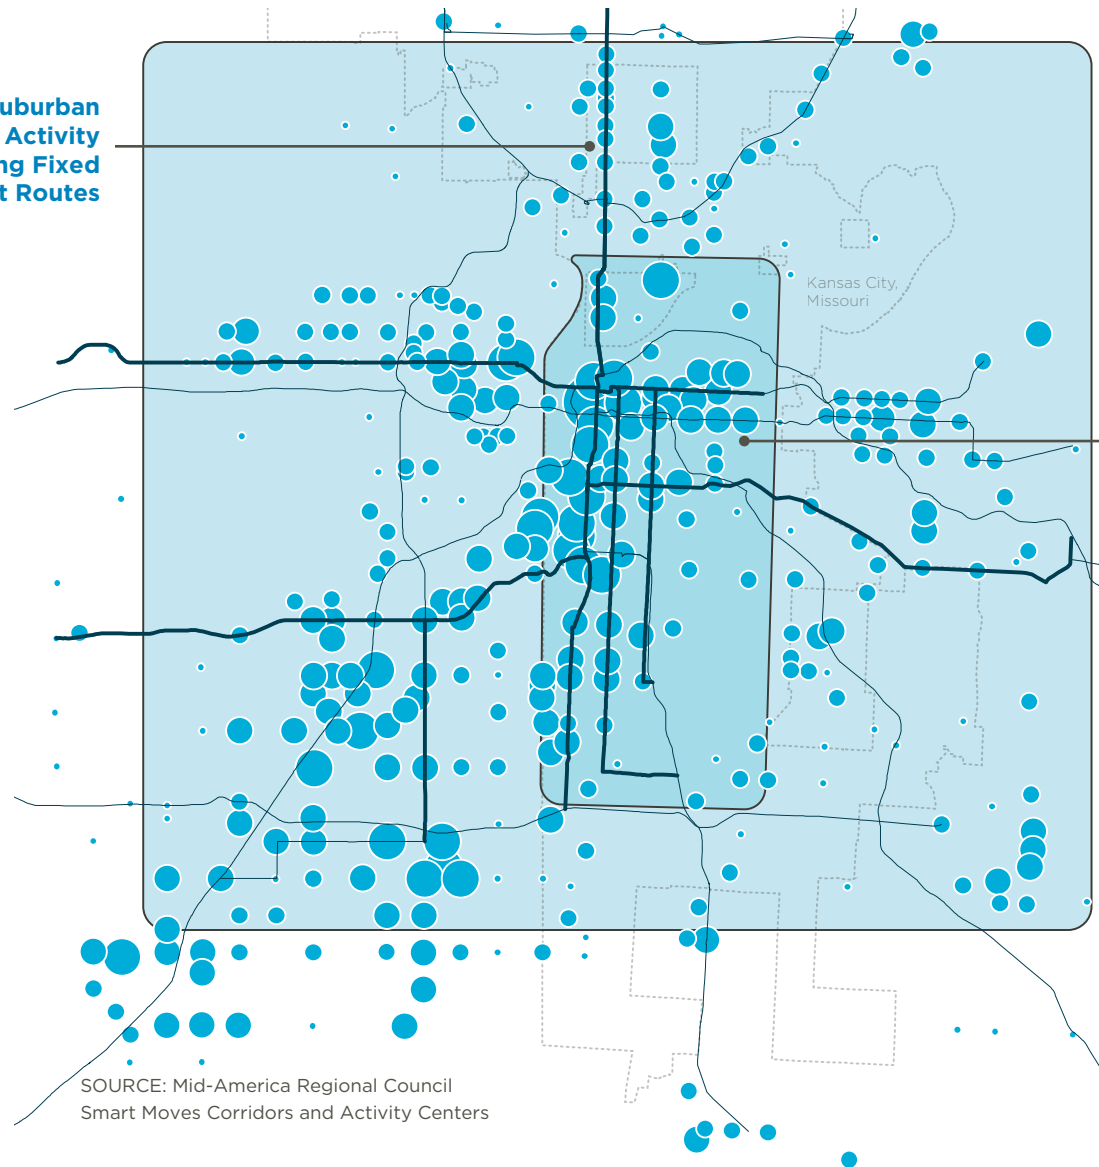 uburban
Activity
ng Fixed
t Routes
Kansas City,
Missouri
SOURCE: Mid-America Regional Council
Smart Moves Corridors and Activity Centers